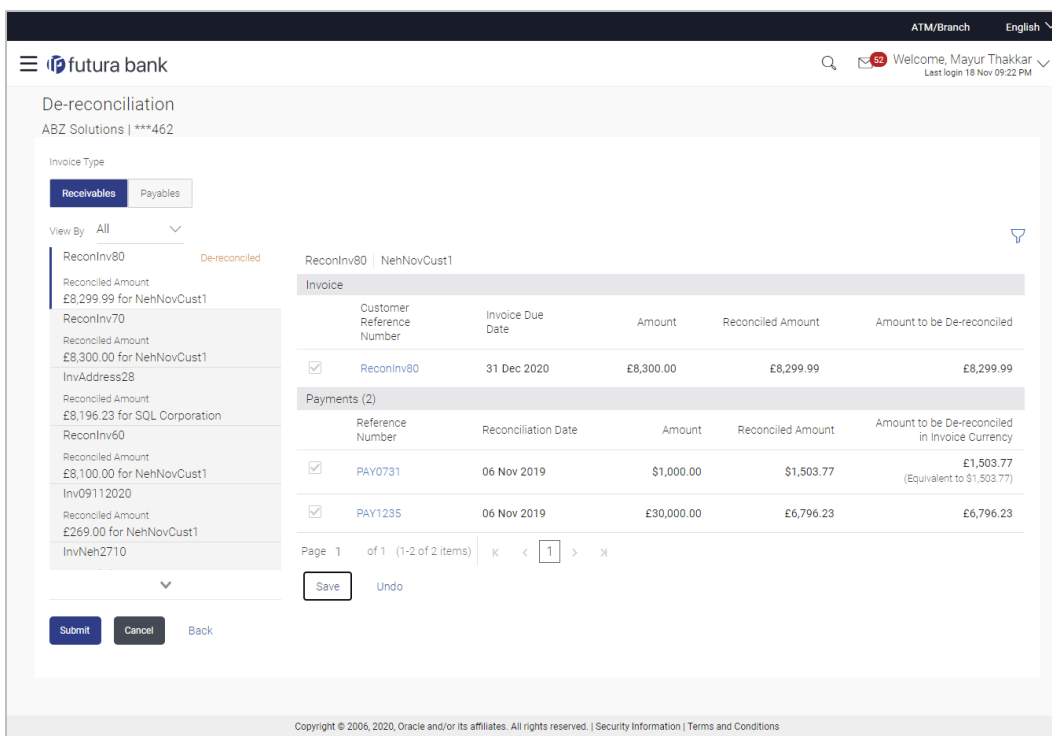 ATM/Branch English
futura bank
52 Welcome, Mayur Thakkar
Last login 18 Nov 09:22 PM
De-reconciliation
ABZ Solutions | ***462
Invoice Type
Receivables Payables
View By All
ReconInv80 De-reconciled
Reconciled Amount
£8,299.99 for NehNovCust1
ReconInv70
Reconciled Amount
£8,300.00 for NehNovCust1
InvAddress28
Reconciled Amount
£8,196.23 for SQL Corporation
ReconInv60
Reconciled Amount
£8,100.00 for NehNovCust1
Inv09112020
Reconciled Amount
£269.00 for NehNovCust1
InvNeh2710
ReconInv80 | NehNovCust1
Invoice
Customer Reference Number Invoice Due Date Amount Reconciled Amount Amount to be De-reconciled
ReconInv80 31 Dec 2020 £8,300.00 £8,299.99 £8,299.99
Payments (2)
Reference Number Reconciliation Date Amount Reconciled Amount Amount to be De-reconciled in Invoice Currency
PAY0731 06 Nov 2019 $1,000.00 $1,503.77 £1,503.77
(Equivalent to $1,503.77)
PAY1235 06 Nov 2019 £30,000.00 £6,796.23 £6,796.23
Page 1 of 1 (1-2 of 2 items) 1
Save Undo
Submit Cancel Back
Copyright © 2006, 2020, Oracle and/or its affiliates. All rights reserved. | Security Information | Terms and Conditions